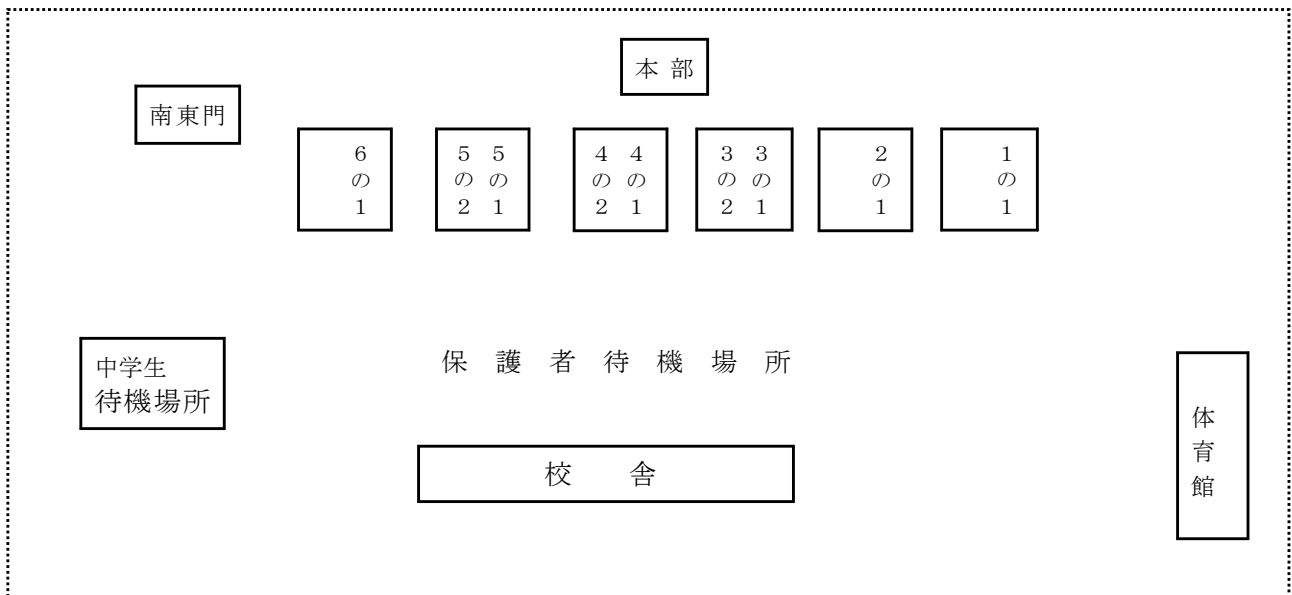 本部
南東門
6の1
5の1
5の2
4の1
4の2
3の1
3の2
2の1
1の1
中学生
待機場所
保護者待機場所
校舎
体育館